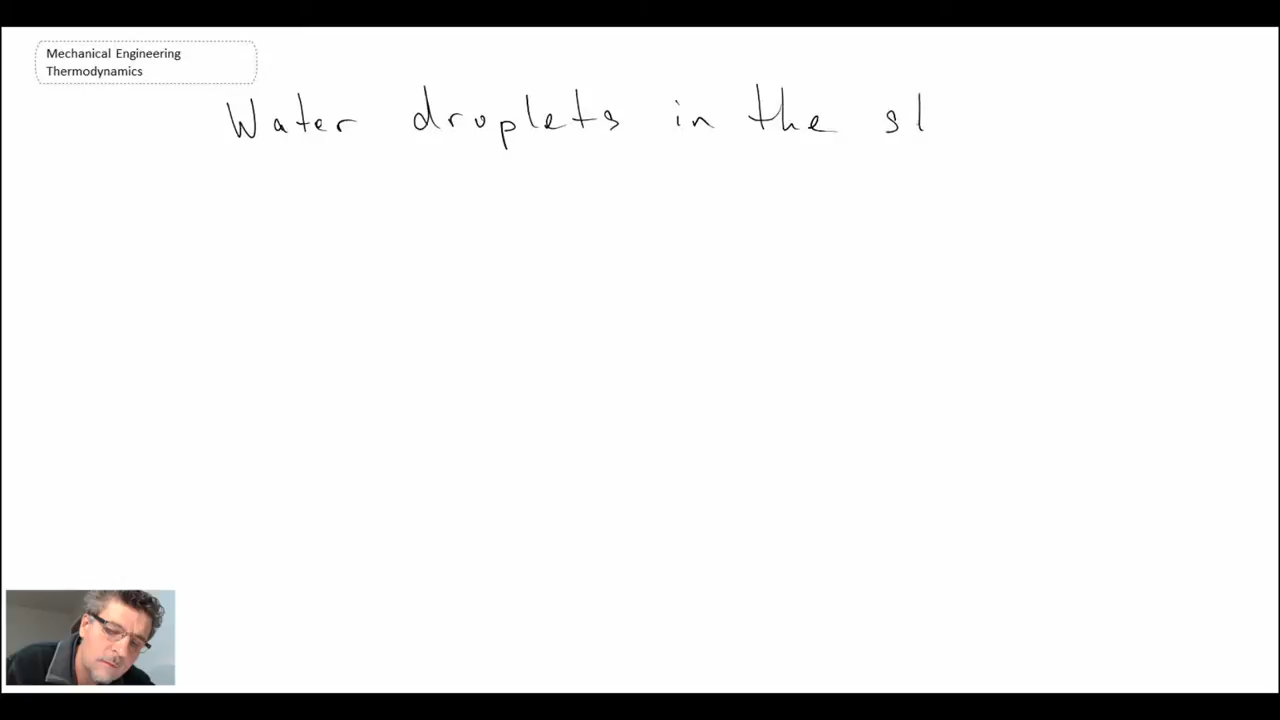 Mechanical Engineering
Thermodynamics
Water droplets in the sl